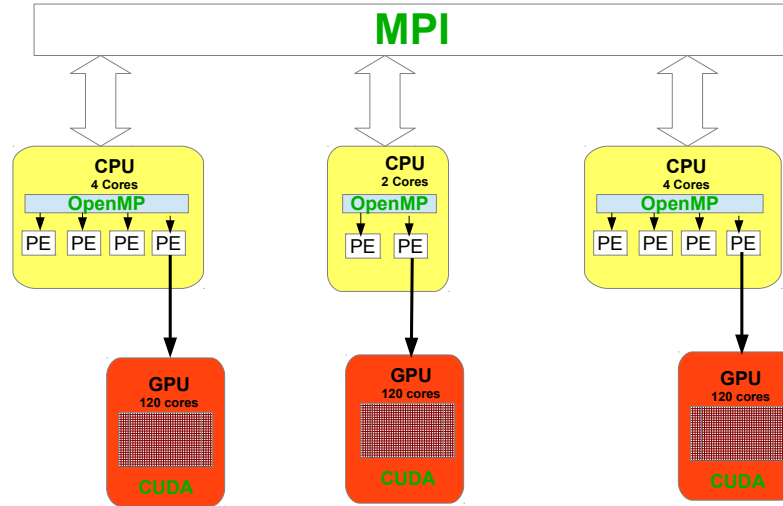 MPI
CPU
4 Cores
OpenMP
PE PE PE PE
CPU
2 Cores
OpenMP
PE PE
CPU
4 Cores
OpenMP
PE PE PE PE
GPU
120 cores
CUDA
GPU
120 cores
CUDA
GPU
120 cores
CUDA